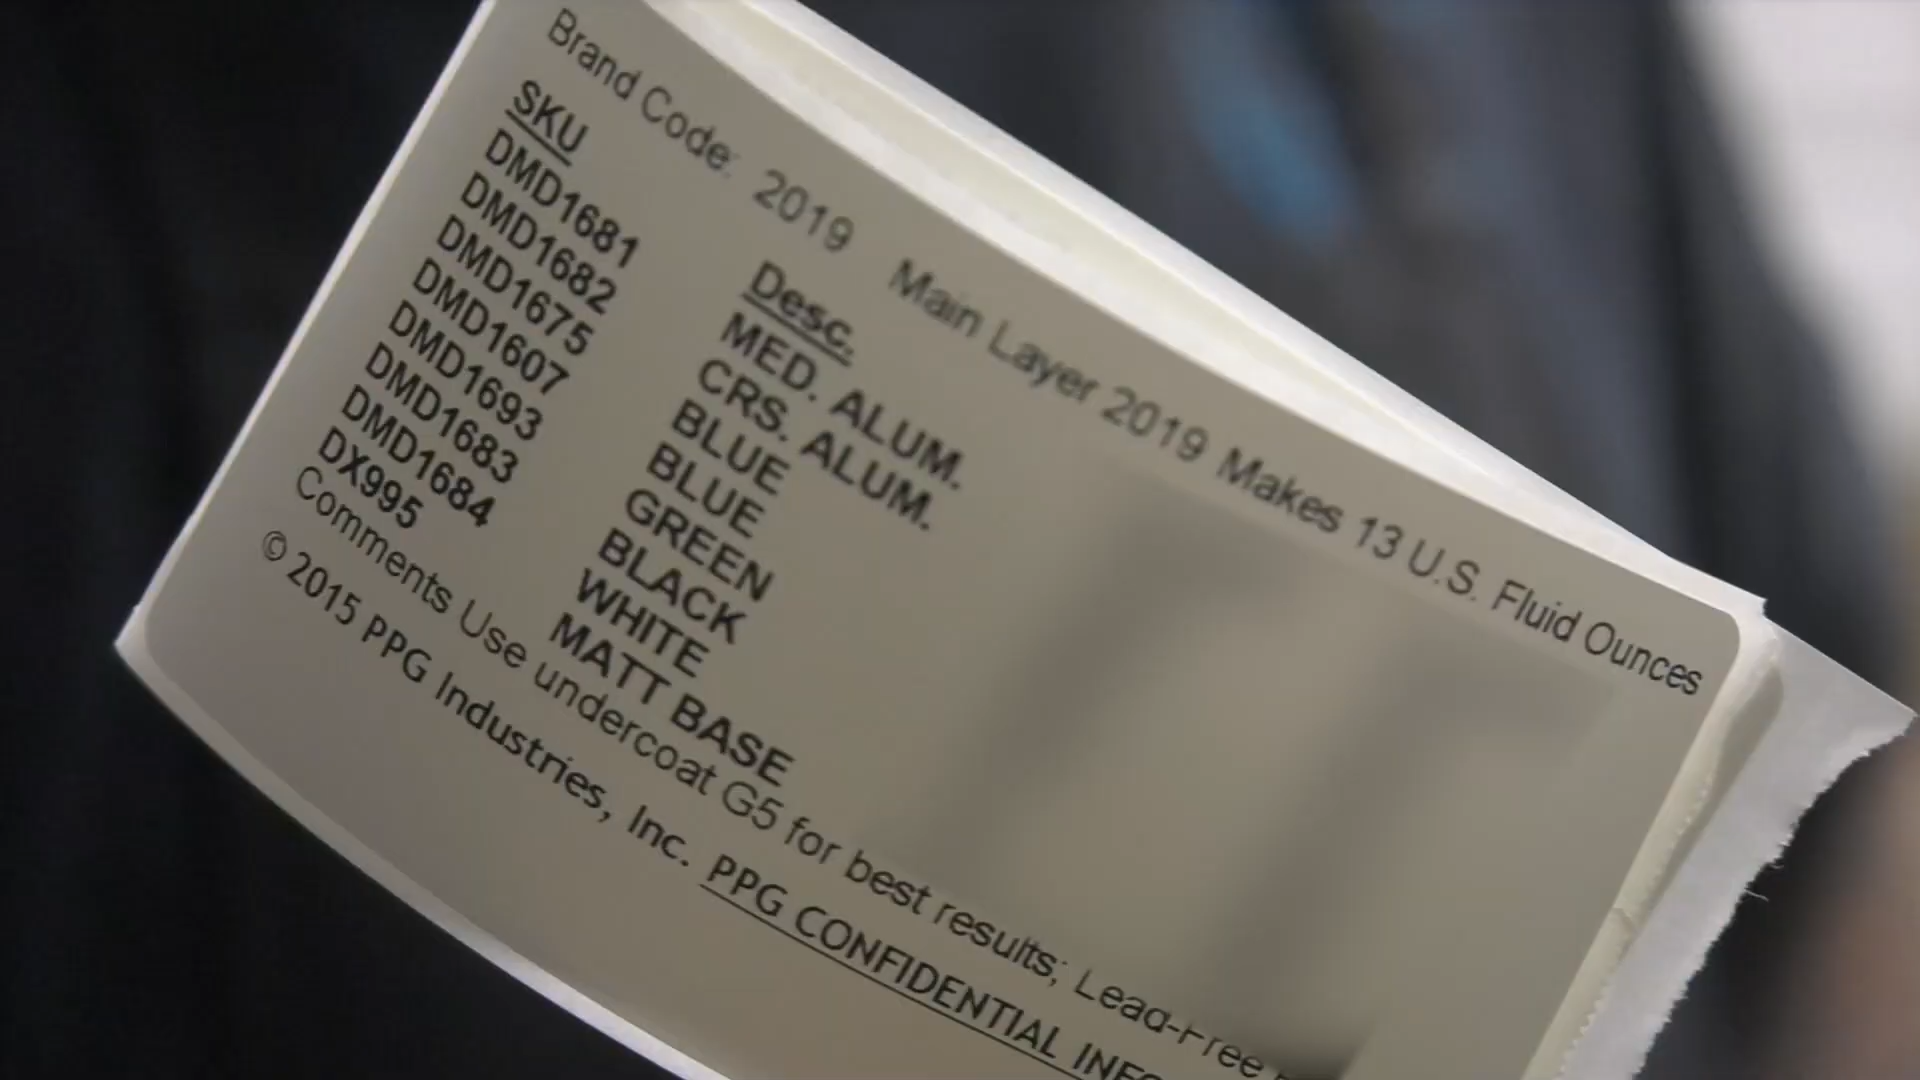 Brand Code: 2019 Main Layer 2019 Makes 13 U.S. Fluid Ounces
SKU Desc.
DMD1681 MED. ALUM.
DMD1682 CRS. ALUM.
DMD1675 BLUE
DMD1607 BLUE
DMD1693 GREEN
DMD1683 BLACK
DMD1684 WHITE
DX995 MATT BASE
Comments Use undercoat G5 for best results; Lead-Free
© 2015 PPG Industries, Inc. PPG CONFIDENTIAL